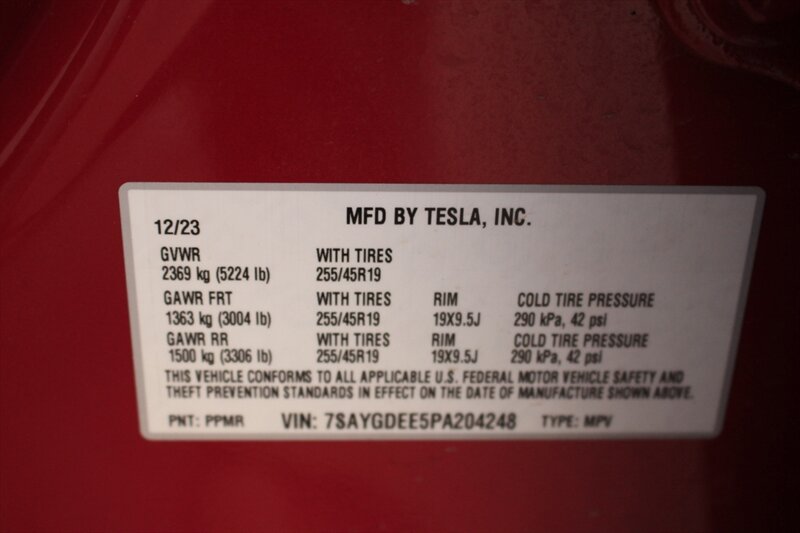 MFD BY TESLA, INC.
12/23
GVWR WITH TIRES
2369 kg (5224 lb) 255/45R19
GAWR FRT WITH TIRES RIM COLD TIRE PRESSURE
1363 kg (3004 lb) 255/45R19 19X9.5J 290 kPa, 42 psi
GAWR RR WITH TIRES RIM COLD TIRE PRESSURE
1500 kg (3306 lb) 255/45R19 19X9.5J 290 kPa, 42 psi
THIS VEHICLE CONFORMS TO ALL APPLICABLE U.S. FEDERAL MOTOR VEHICLE SAFETY AND
THEFT PREVENTION STANDARDS IN EFFECT ON THE DATE OF MANUFACTURE SHOWN ABOVE.
PNT: PPMR VIN: 7SAYGDEE5PA204248 TYPE: MPV